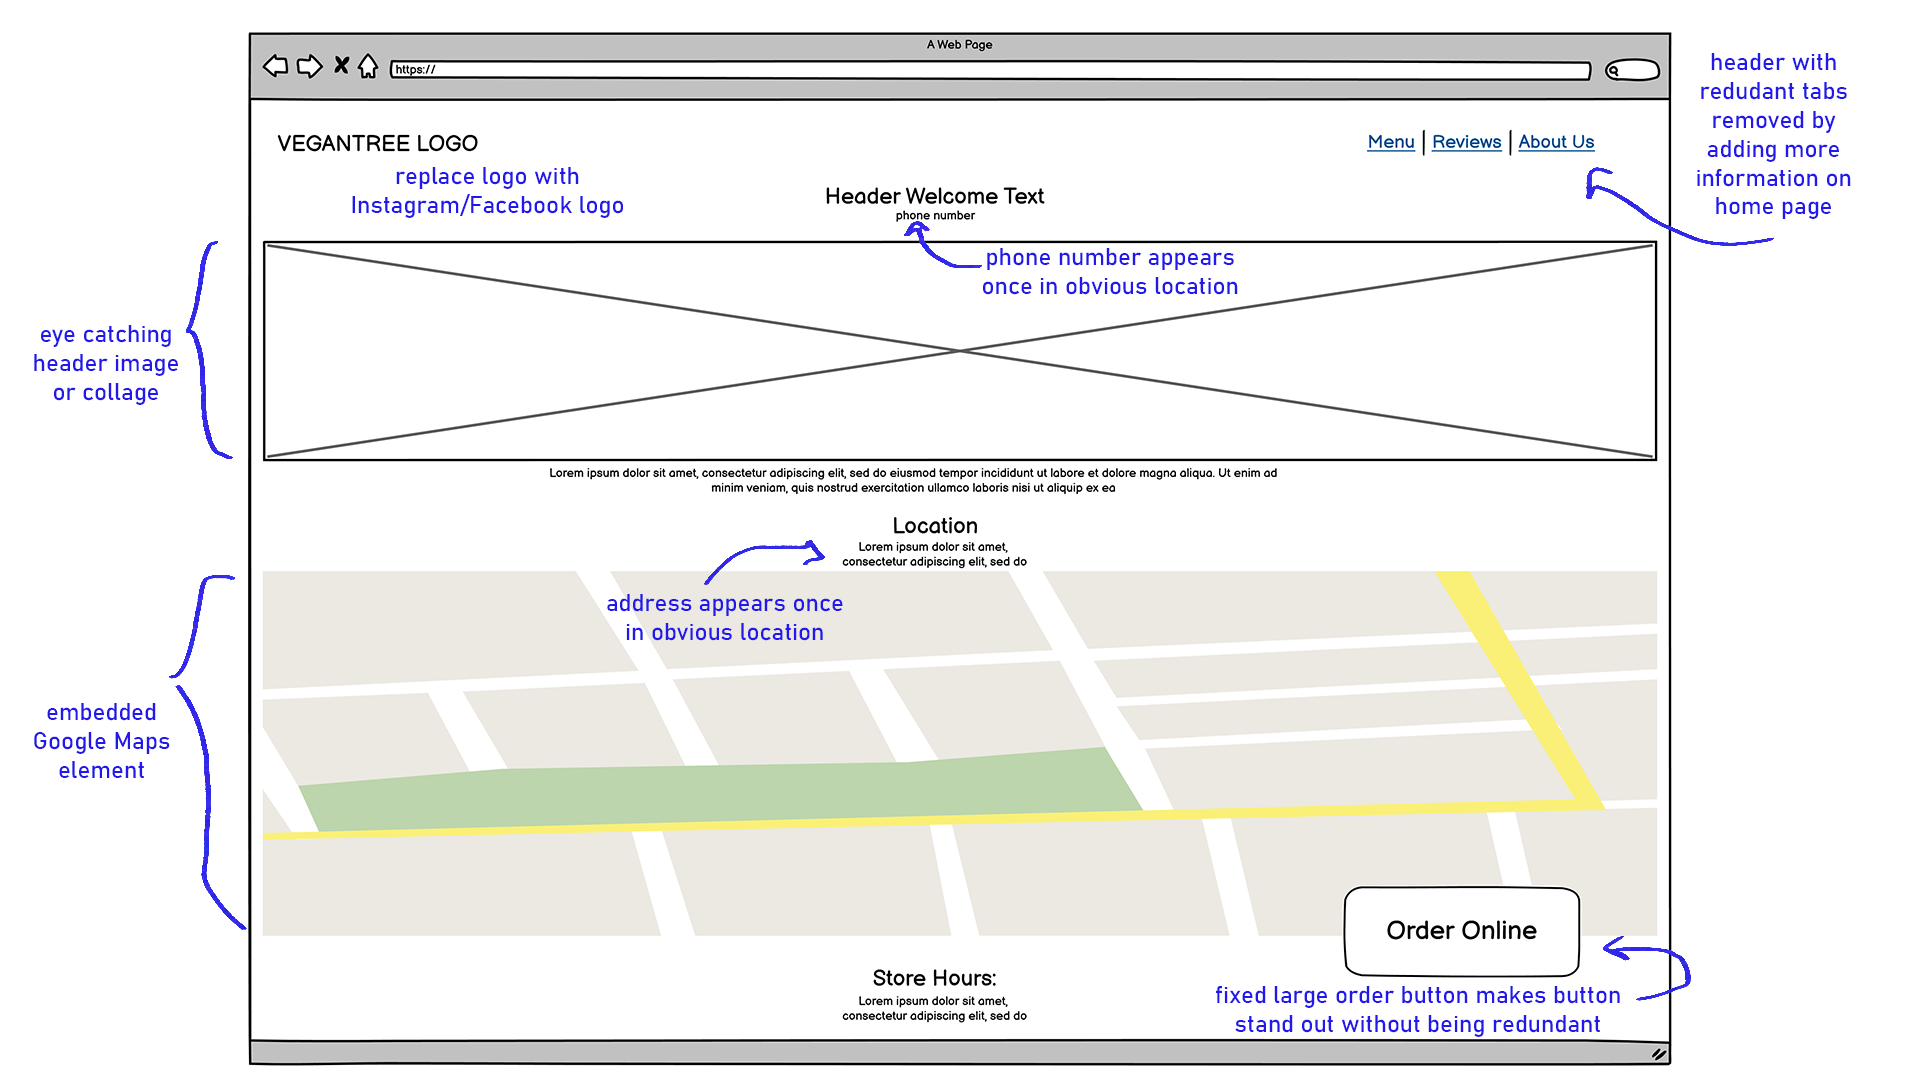 A Web Page
https://
header with
redudant tabs
removed by
adding more
information on
home page
VEGANTREE LOGO
Menu | Reviews | About Us
replace logo with
Instagram/Facebook logo
Header Welcome Text
phone number
phone number appears
once in obvious location
eye catching
header image
or collage
Lorem ipsum dolor sit amet, consectetur adipiscing elit, sed do eiusmod tempor incididunt ut labore et dolore magna aliqua. Ut enim ad
minim veniam, quis nostrud exercitation ullamco laboris nisi ut aliquip ex ea
Location
Lorem ipsum dolor sit amet,
consectetur adipiscing elit, sed do
address appears once
in obvious location
embedded
Google Maps
element
Order Online
Store Hours:
Lorem ipsum dolor sit amet,
consectetur adipiscing elit, sed do
fixed large order button makes button
stand out without being redundant